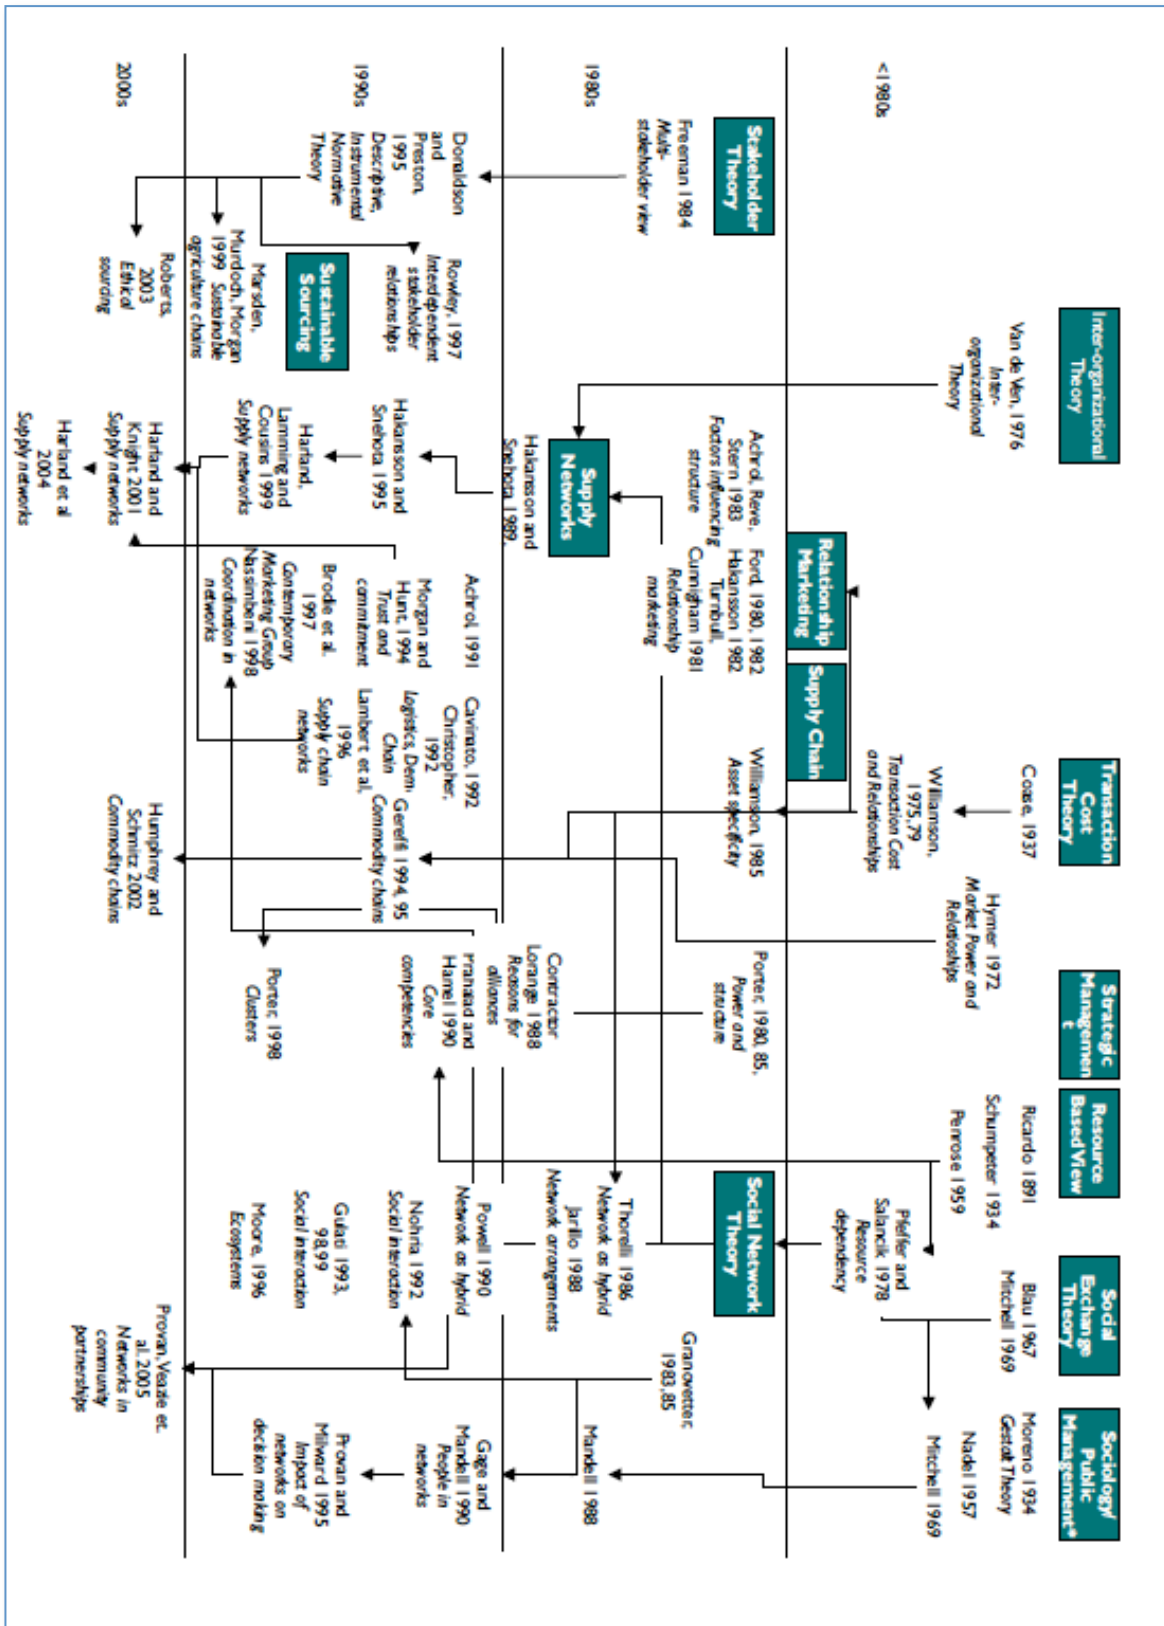 <1980s
1980s
1990s
2000s
Inter-organizational
Theory
Transaction
Cost
Theory
Strategic
Managemen
t
Resource
Based View
Social
Exchange
Theory
Sociology/
Public
Management*
Van de Ven, 1976
Inter-
organizational
Theory
Coase, 1937
Williamson,
1975,79
Transaction Cost
and Relationships
Hymer 1972
Market Power and
Relatioships
Ricardo 1891
Schumpeter 1934
Penrose 1959
Pfeffer and
Salancik 1978
Resource
dependency
Blau 1967
Mitchell 1969
Moreno 1934
Gestalt Theory
Nadel 1957
Mitchell 1969
Stakeholder
Theory
Relationship
Marketing
Supply Chain
Social Network
Theory
Freeman 1984
Multi-
stakeholder view
Achrol, Reve,
Stern 1983
Factors influencing
structure
Ford, 1980, 1982
Hakansson 1982
Turnbull,
Cunnigham 1981
Relationship
marketing
Williamson, 1985
Asset specificity
Porter, 1980, 85,
Power and
structure
Thorelli 1986
Network as hybrid
Jarillo 1988
Network arrangements
Granovetter,
1983,85
Mandell 1988
Supply
Networks
Hakansson and
Snehota 1989,
Contractor
Lorange 1988
Reasons for
alliances
Donaldson
and
Preston,
1995
Descriptive,
Instrumental
Normative
Theory
Rowley, 1997
Interdependent
stakeholder
relationships
Hakansson and
Snehota 1995
Harland,
Lamming and
Cousins 1999
Supply networks
Achrol, 1991
Morgan and
Hunt, 1994
Trust and
commitment
Brodie et al.
1997
Contemporary
Marketing Group
Nassimbeni 1998
Coordination in
networks
Cavinato, 1992
Christopher,
1992
Logistics, Dem.
Chain
Lambert et al,
1996
Supply chain
networks
Gereffi 1994, 95
Commodity chains
Prahalad and
Hamel 1990
Core
competencies
Porter, 1998
Clusters
Powell 1990
Network as hybrid
Nohria 1992
Social interaction
Gulati 1993,
98,99
Social interaction
Moore, 1996
Ecosystems
Gage and
Mandell 1990
People in
networks
Provan and
Milward 1995
Impact of
networks on
decision making
Sustainable
Sourcing
Marsden,
Murdoch, Morgan
1999 Sustainable
agriculture chains
Roberts,
2003
Ethical
sourcing
Harland and
Knight 2001
Supply networks
Harland et al
2004
Supply networks
Humphrey and
Schmitz 2002
Commodity chains
Provan, Veazie et.
al. 2005
Networks in
community
partnerships